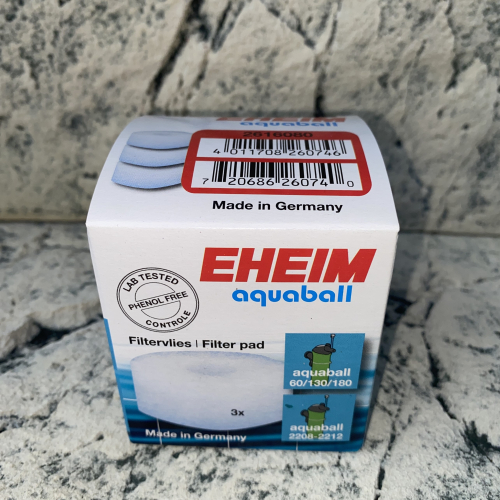 EHEIM
aquaball
2616080
4 011708 260746
7 20686 26074 0
Made in Germany
EHEIM
aquaball
LAB TESTED
PHENOL FREE
CONTROLE
Filtervlies | Filter pad
aquaball
60/130/180
3x
aquaball
2208-2212
Made in Germany